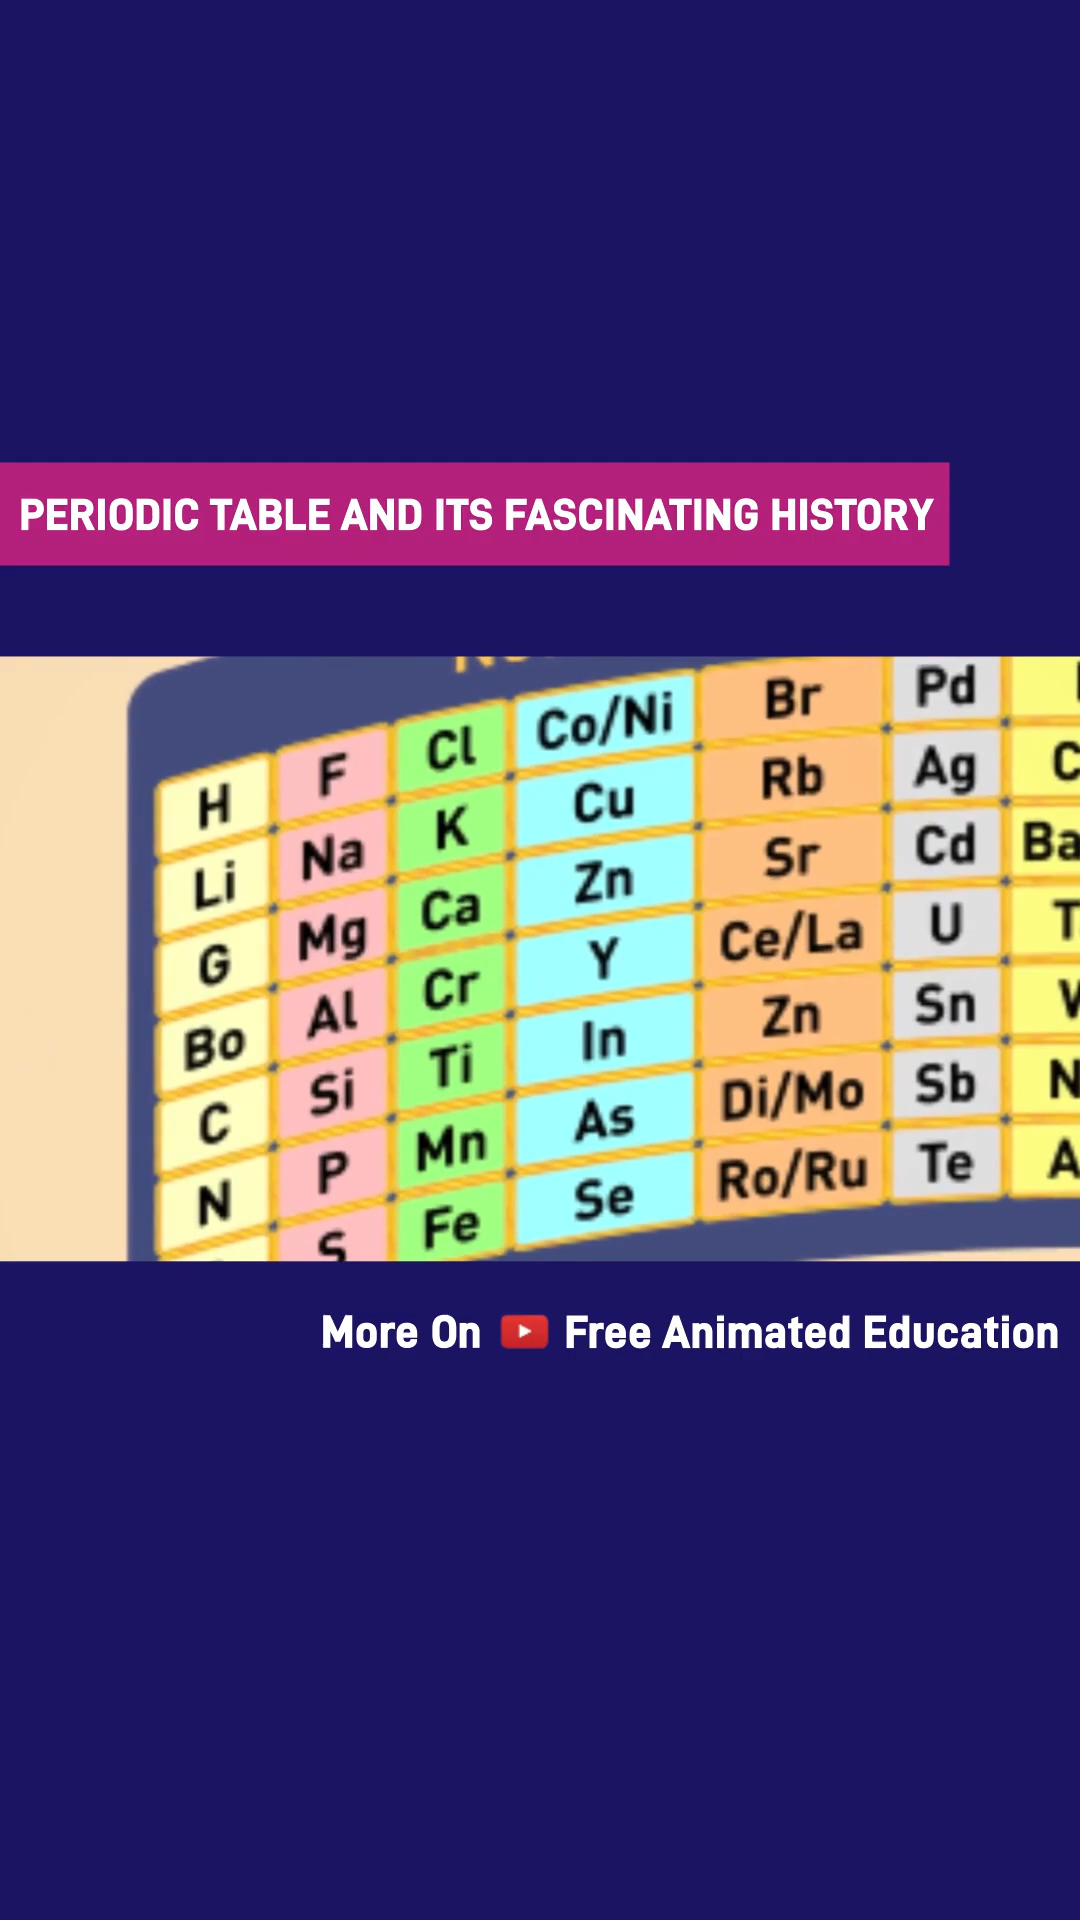 PERIODIC TABLE AND ITS FASCINATING HISTORY
H F Cl Co/Ni Br Pd
Li Na K Cu Rb Ag
G Mg Ca Zn Sr Cd Ba
Bo Al Cr Y Ce/La U
C Si Ti In Zn Sn
N P Mn As Di/Mo Sb
S Fe Se Ro/Ru Te
More On Free Animated Education